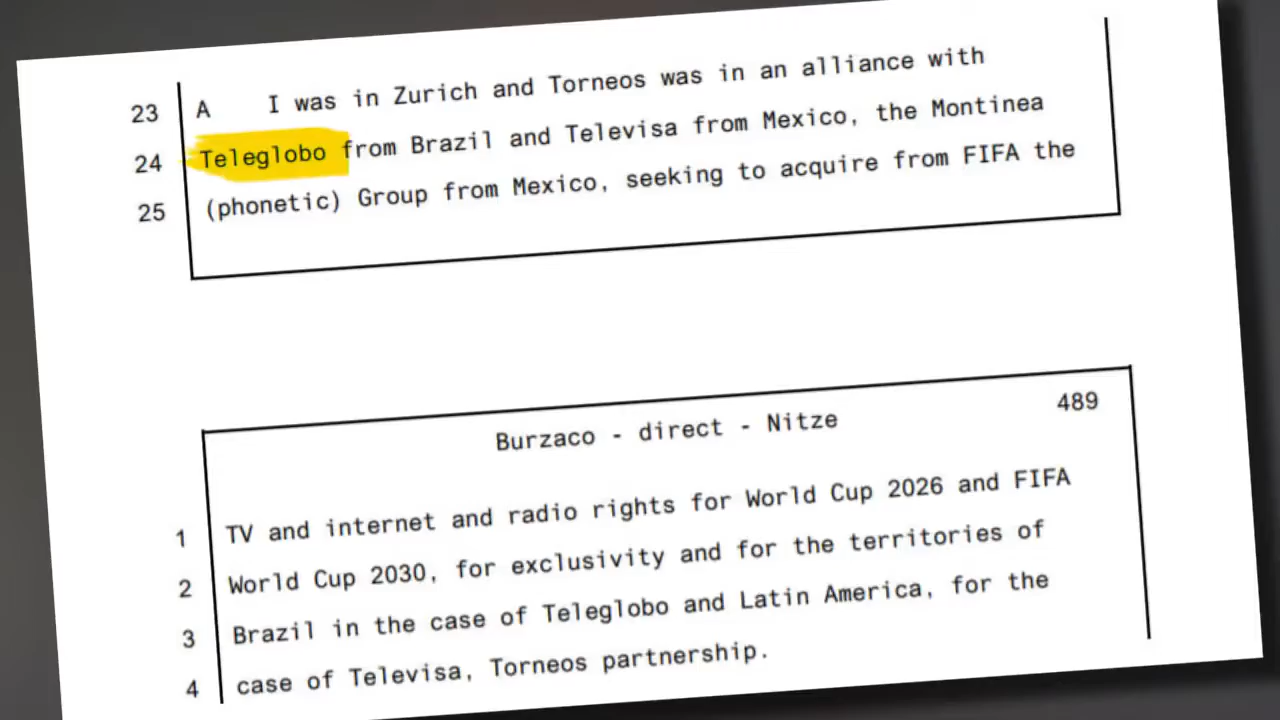 23 A I was in Zurich and Torneos was in an alliance with
24 Teleglobo from Brazil and Televisa from Mexico, the Montinea
25 (phonetic) Group from Mexico, seeking to acquire from FIFA the
Burzaco - direct - Nitze 489
1 TV and internet and radio rights for World Cup 2026 and FIFA
2 World Cup 2030, for exclusivity and for the territories of
3 Brazil in the case of Teleglobo and Latin America, for the
4 case of Televisa, Torneos partnership.